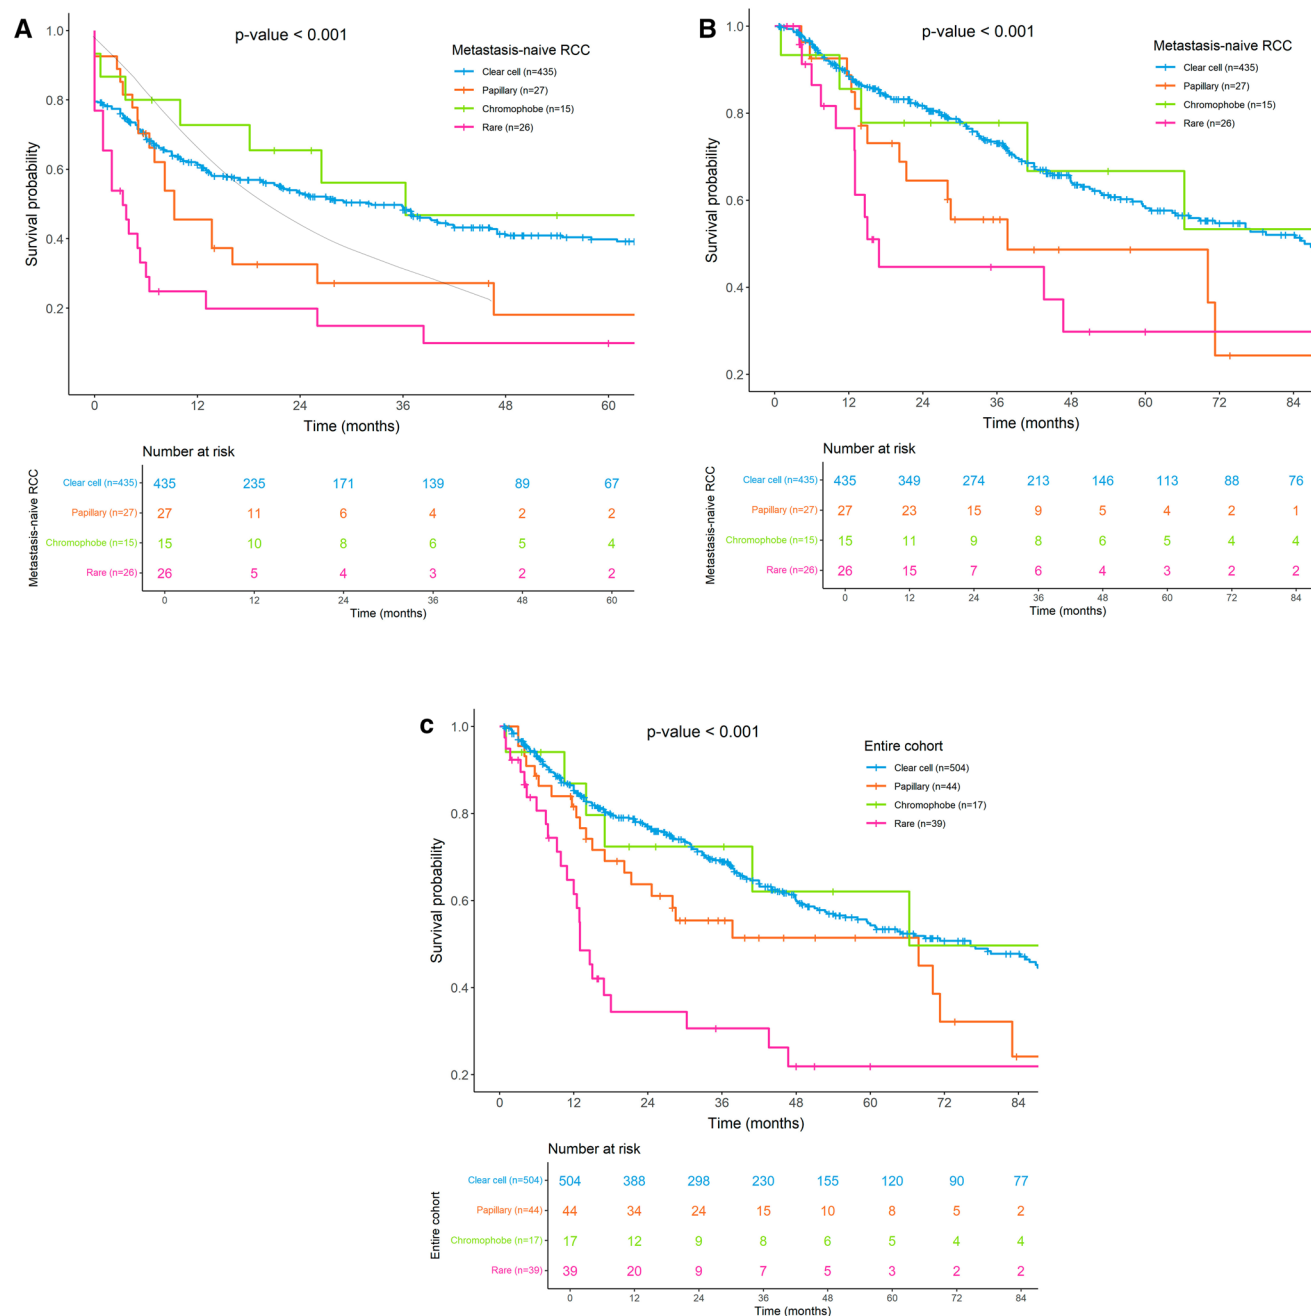 A
p-value < 0.001
Metastasis-naive RCC
Clear cell (n=435)
Papillary (n=27)
Chromophobe (n=15)
Rare (n=26)
Survival probability
1.0
0.8
0.6
0.4
0.2
0 12 24 36 48 60
Time (months)
Number at risk
Metastasis-naive RCC
Clear cell (n=435) 435 235 171 139 89 67
Papillary (n=27) 27 11 6 4 2 2
Chromophobe (n=15) 15 10 8 6 5 4
Rare (n=26) 26 5 4 3 2 2
0 12 24 36 48 60
Time (months)
B
p-value < 0.001
Metastasis-naive RCC
Clear cell (n=435)
Papillary (n=27)
Chromophobe (n=15)
Rare (n=26)
Survival probability
1.0
0.8
0.6
0.4
0.2
0 12 24 36 48 60 72 84
Time (months)
Number at risk
Metastasis-naive RCC
Clear cell (n=435) 435 349 274 213 146 113 88 76
Papillary (n=27) 27 23 15 9 5 4 2 1
Chromophobe (n=15) 15 11 9 8 6 5 4 4
Rare (n=26) 26 15 7 6 4 3 2 2
0 12 24 36 48 60 72 84
Time (months)
c
p-value < 0.001
Entire cohort
Clear cell (n=504)
Papillary (n=44)
Chromophobe (n=17)
Rare (n=39)
Survival probability
1.0
0.8
0.6
0.4
0.2
0 12 24 36 48 60 72 84
Time (months)
Number at risk
Entire cohort
Clear cell (n=504) 504 388 298 230 155 120 90 77
Papillary (n=44) 44 34 24 15 10 8 5 2
Chromophobe (n=17) 17 12 9 8 6 5 4 4
Rare (n=39) 39 20 9 7 5 3 2 2
0 12 24 36 48 60 72 84
Time (months)